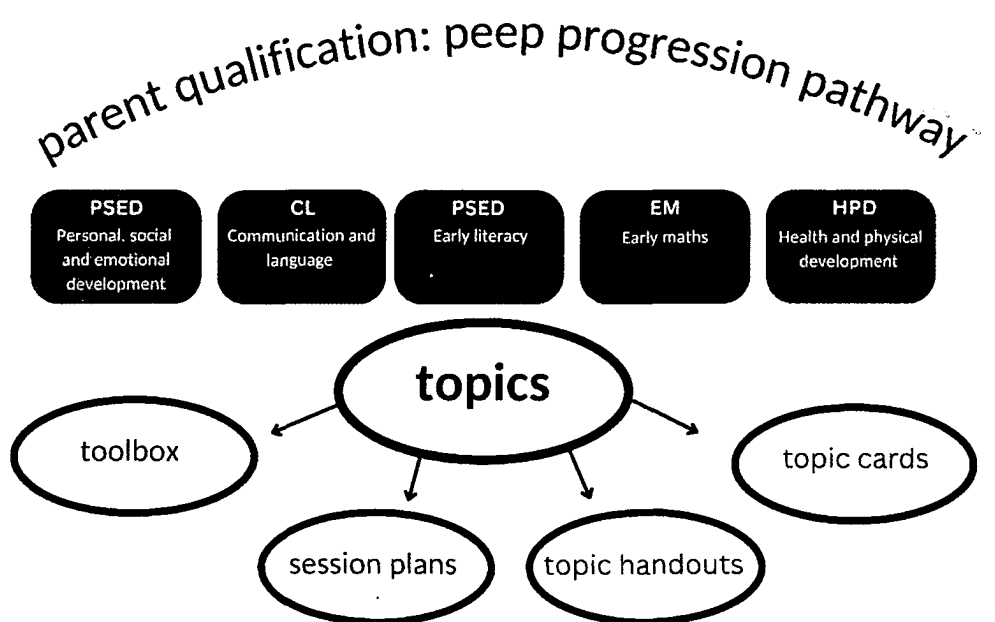 parent qualification: peep progression pathway
PSED
Personal, social
and emotional
development
CL
Communication and
language
PSED
Early literacy
EM
Early maths
HPD
Health and physical
development
topics
toolbox
topic cards
session plans
topic handouts